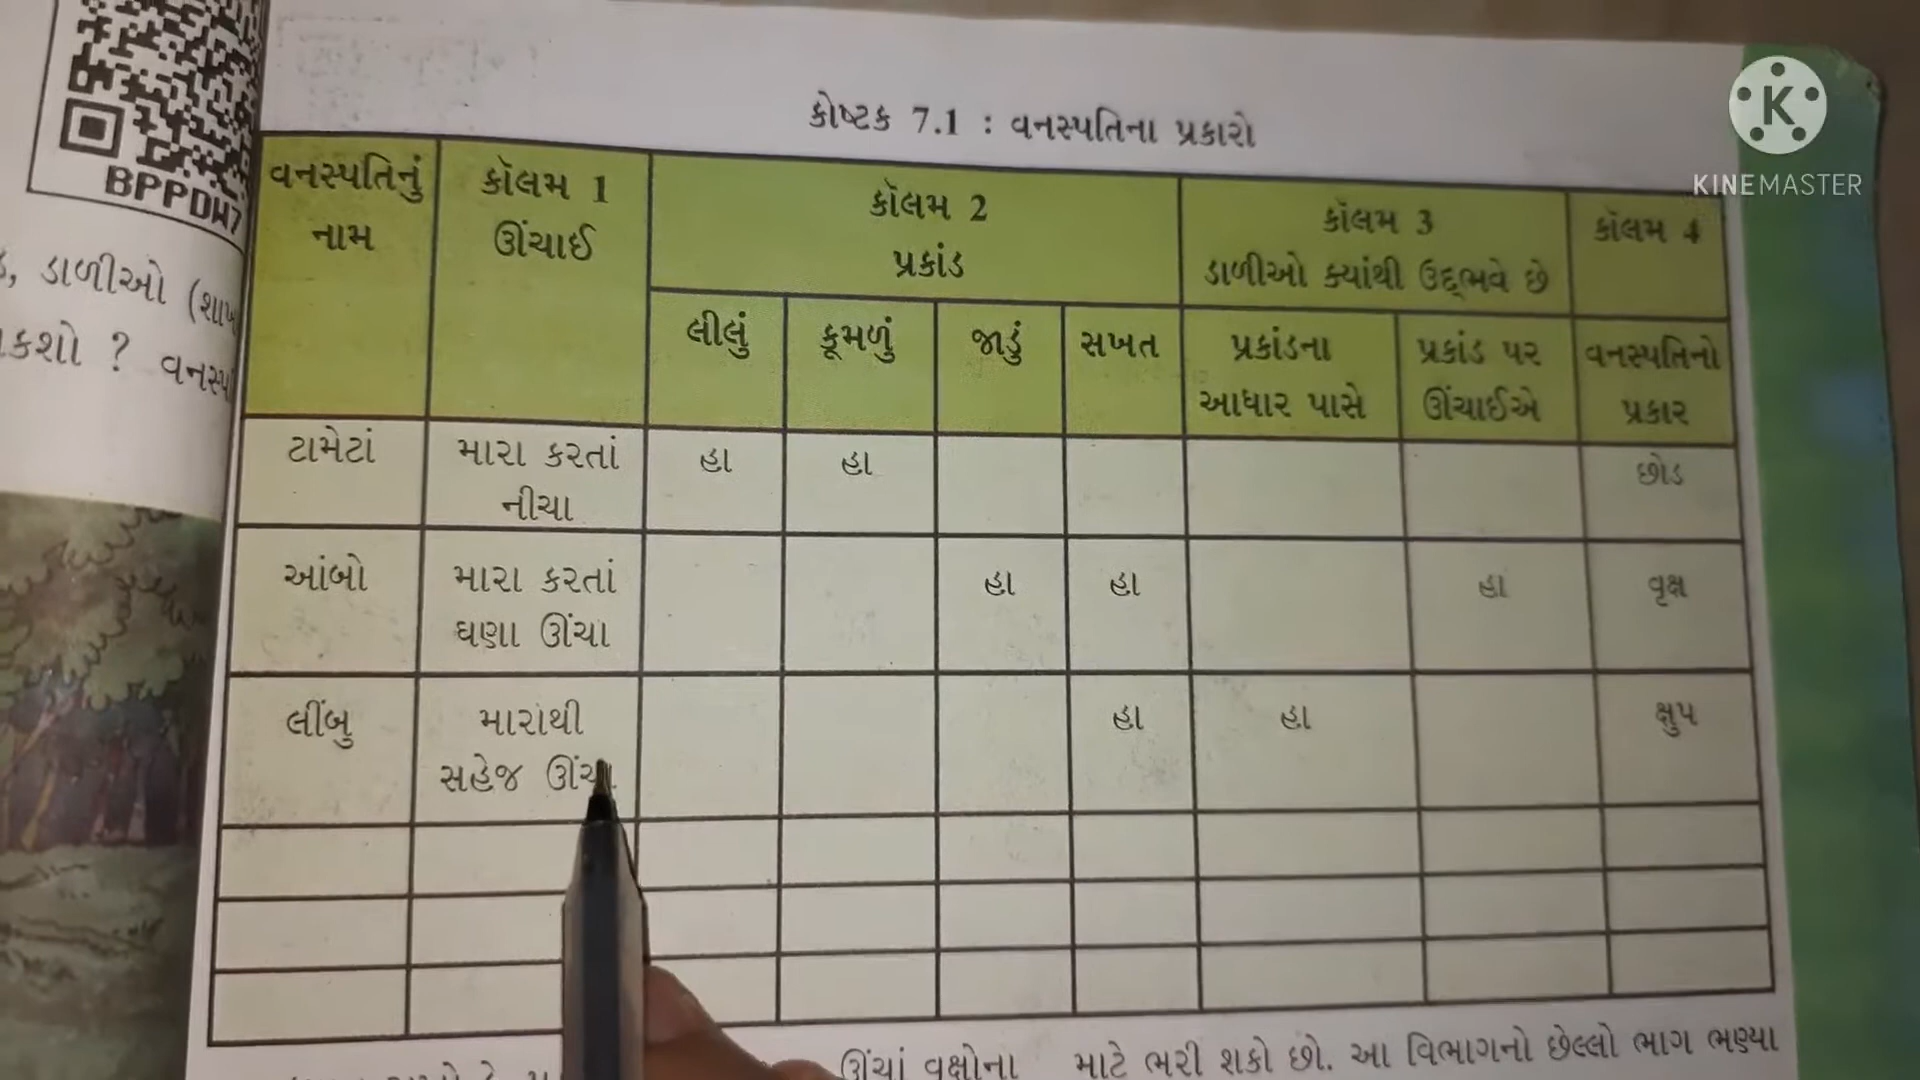 BPPDW7
KINEMASTER
કોષ્ટક 7.1 : વનસ્પતિના પ્રકારો
વનસ્પતિનું
નામ
કૉલમ 1
ઊંચાઈ
કૉલમ 2
પ્રકાંડ
કૉલમ 3
ડાળીઓ ક્યાંથી ઉદ્ભવે છે
કૉલમ 4
લીલું
કૂમળું
જાડું
સખત
પ્રકાંડના
આધાર પાસે
પ્રકાંડ પર
ઊંચાઈએ
વનસ્પતિનો
પ્રકાર
ટામેટાં
મારા કરતાં
નીચા
હા
હા
છોડ
આંબો
મારા કરતાં
ઘણા ઊંચા
હા
હા
હા
વૃક્ષ
લીંબુ
મારાથી
સહેજ ઊંચા
હા
હા
ક્ષુપ
ડાળીઓ
કશો ?
ઊંચાં વૃક્ષોના
માટે ભરી શકો છો. આ વિભાગનો છેલ્લો ભાગ ભણ્યા